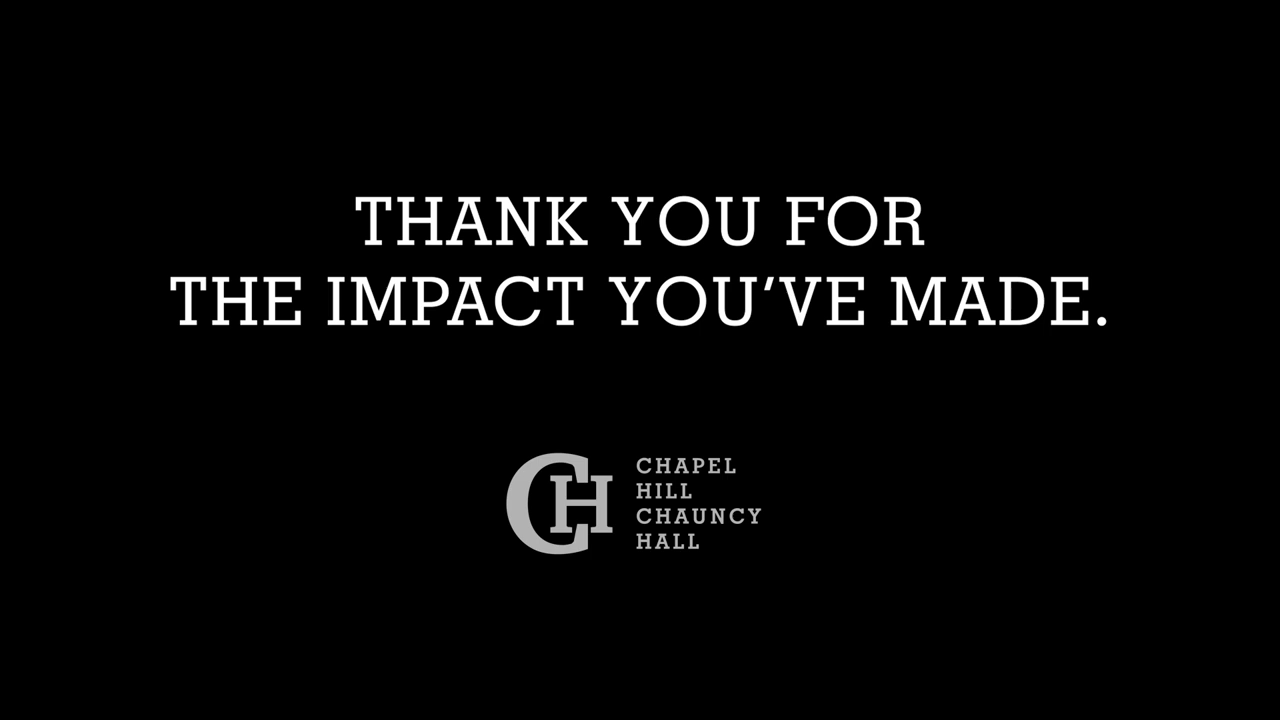 THANK YOU FOR
THE IMPACT YOU'VE MADE.
CH
CHAPEL
HILL
CHAUNCY
HALL